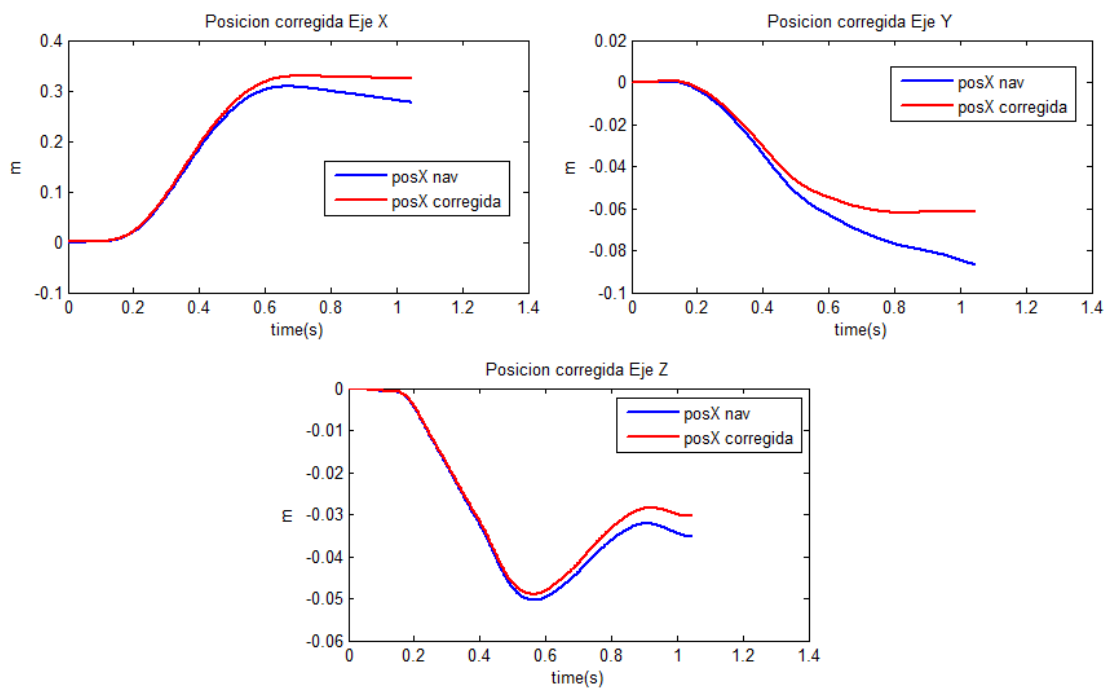 Posicion corregida Eje X
0.4
0.3
0.2
0.1
0
-0.1
m
posX nav
posX corregida
0 0.2 0.4 0.6 0.8 1 1.2 1.4
time(s)
Posicion corregida Eje Y
0.02
0
-0.02
-0.04
-0.06
-0.08
-0.1
m
posX nav
posX corregida
0 0.2 0.4 0.6 0.8 1 1.2 1.4
time(s)
Posicion corregida Eje Z
0
-0.01
-0.02
-0.03
-0.04
-0.05
-0.06
m
posX nav
posX corregida
0 0.2 0.4 0.6 0.8 1 1.2 1.4
time(s)